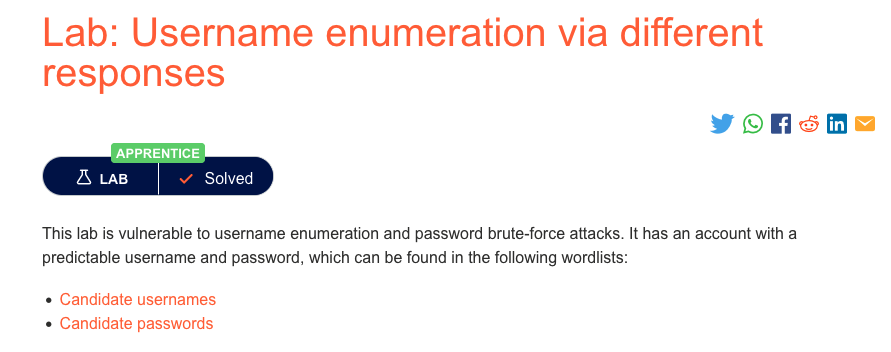 Lab: Username enumeration via different
responses
APPRENTICE
LAB
Solved
This lab is vulnerable to username enumeration and password brute-force attacks. It has an account with a
predictable username and password, which can be found in the following wordlists:
Candidate usernames
Candidate passwords